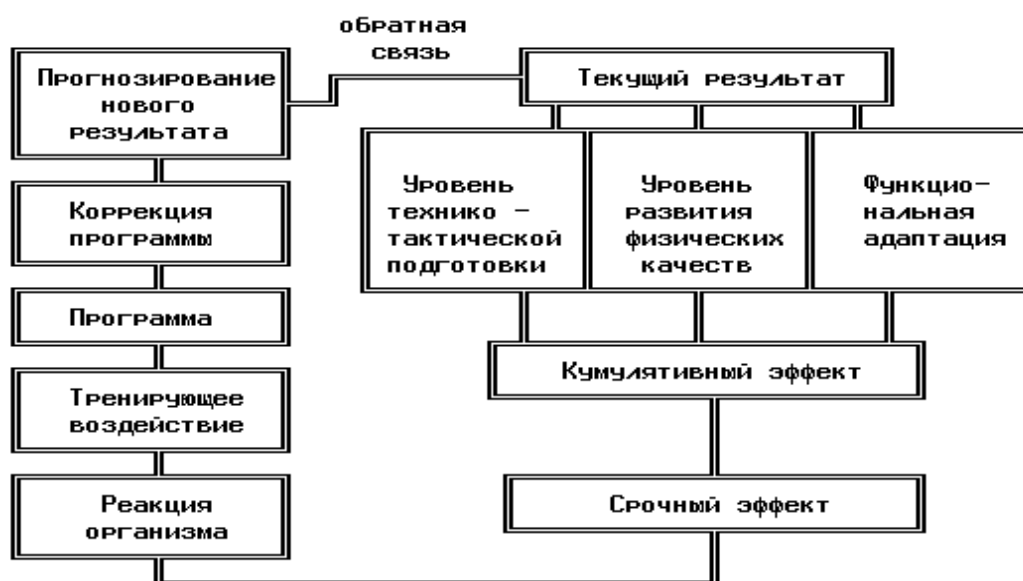 обратная
связь
Прогнозирование
нового
результата
Текущий результат
Уровень
технико –
тактической
подготовки
Уровень
развития
физических
качеств
Функцио–
нальная
адаптация
Коррекция
программы
Программа
Кумулятивный эффект
Тренирующее
воздействие
Реакция
организма
Срочный эффект